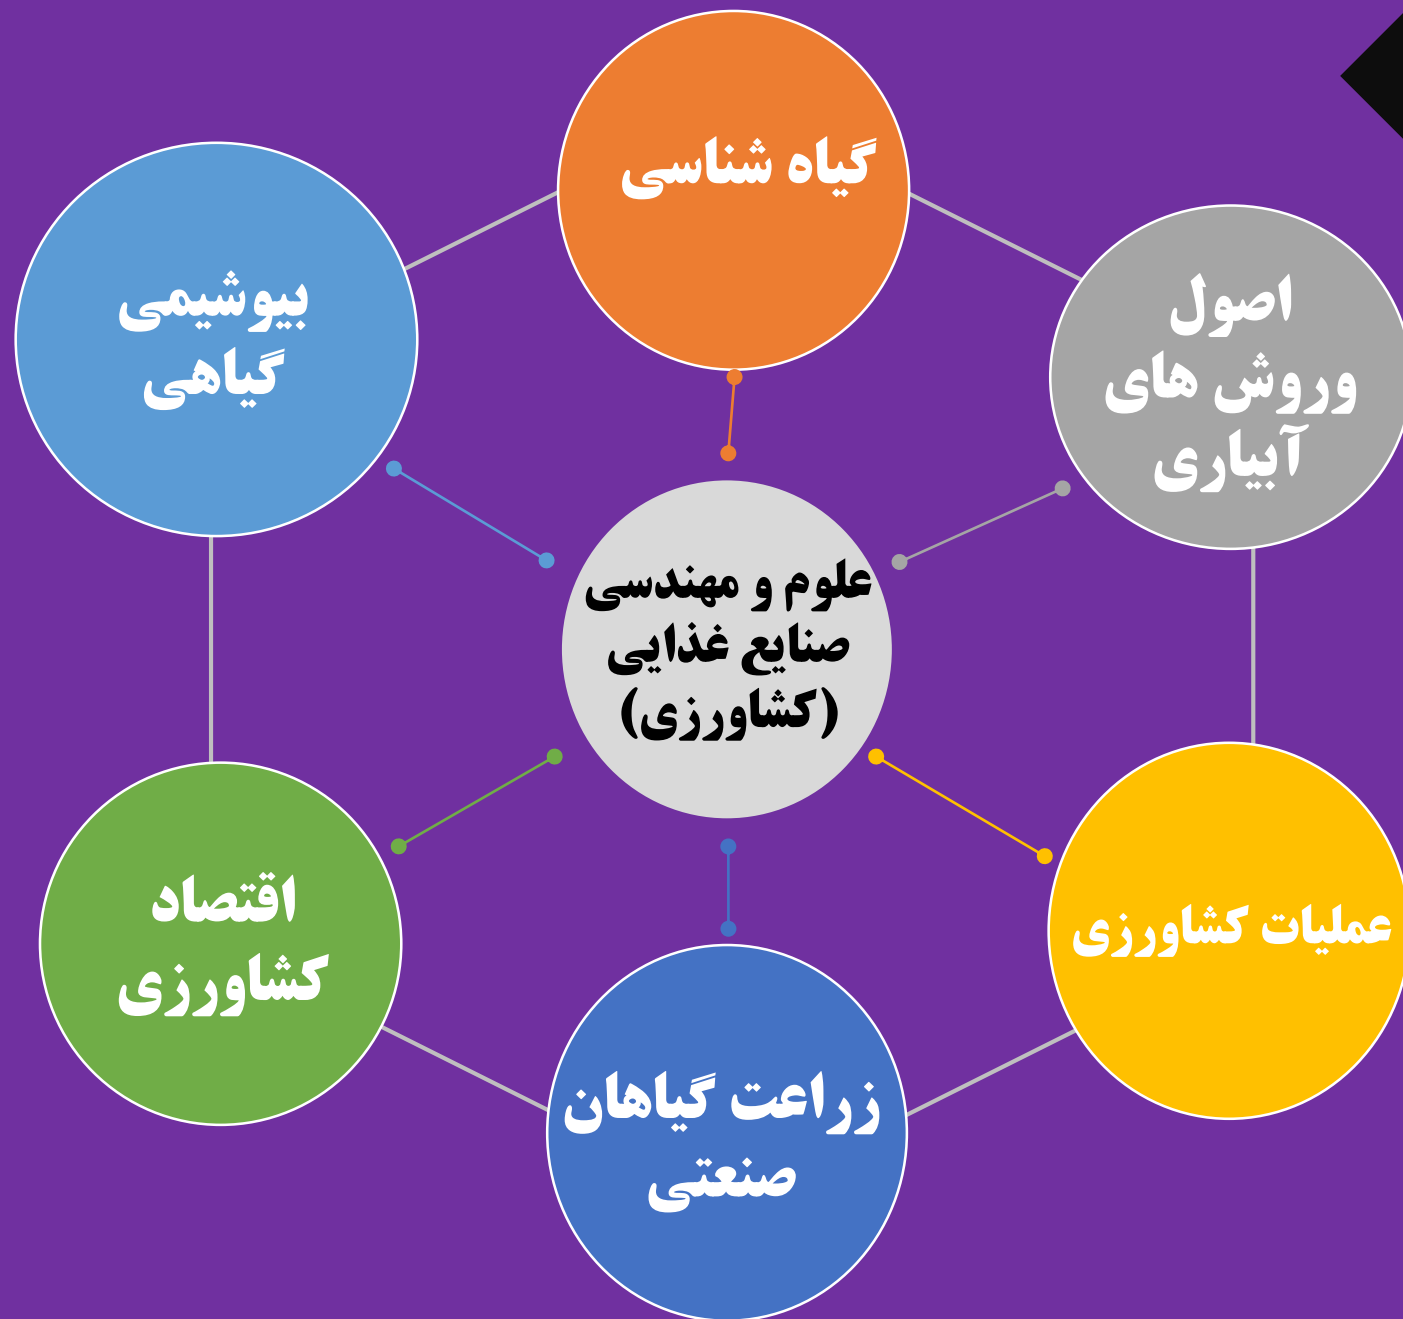 گیاه شناسی
اصول
وروش های
آبیاری
بیوشیمی
گیاهی
علوم و مهندسی
صنایع غذایی
(کشاورزی)
عملیات کشاورزی
اقتصاد
کشاورزی
زراعت گیاهان
صنعتی